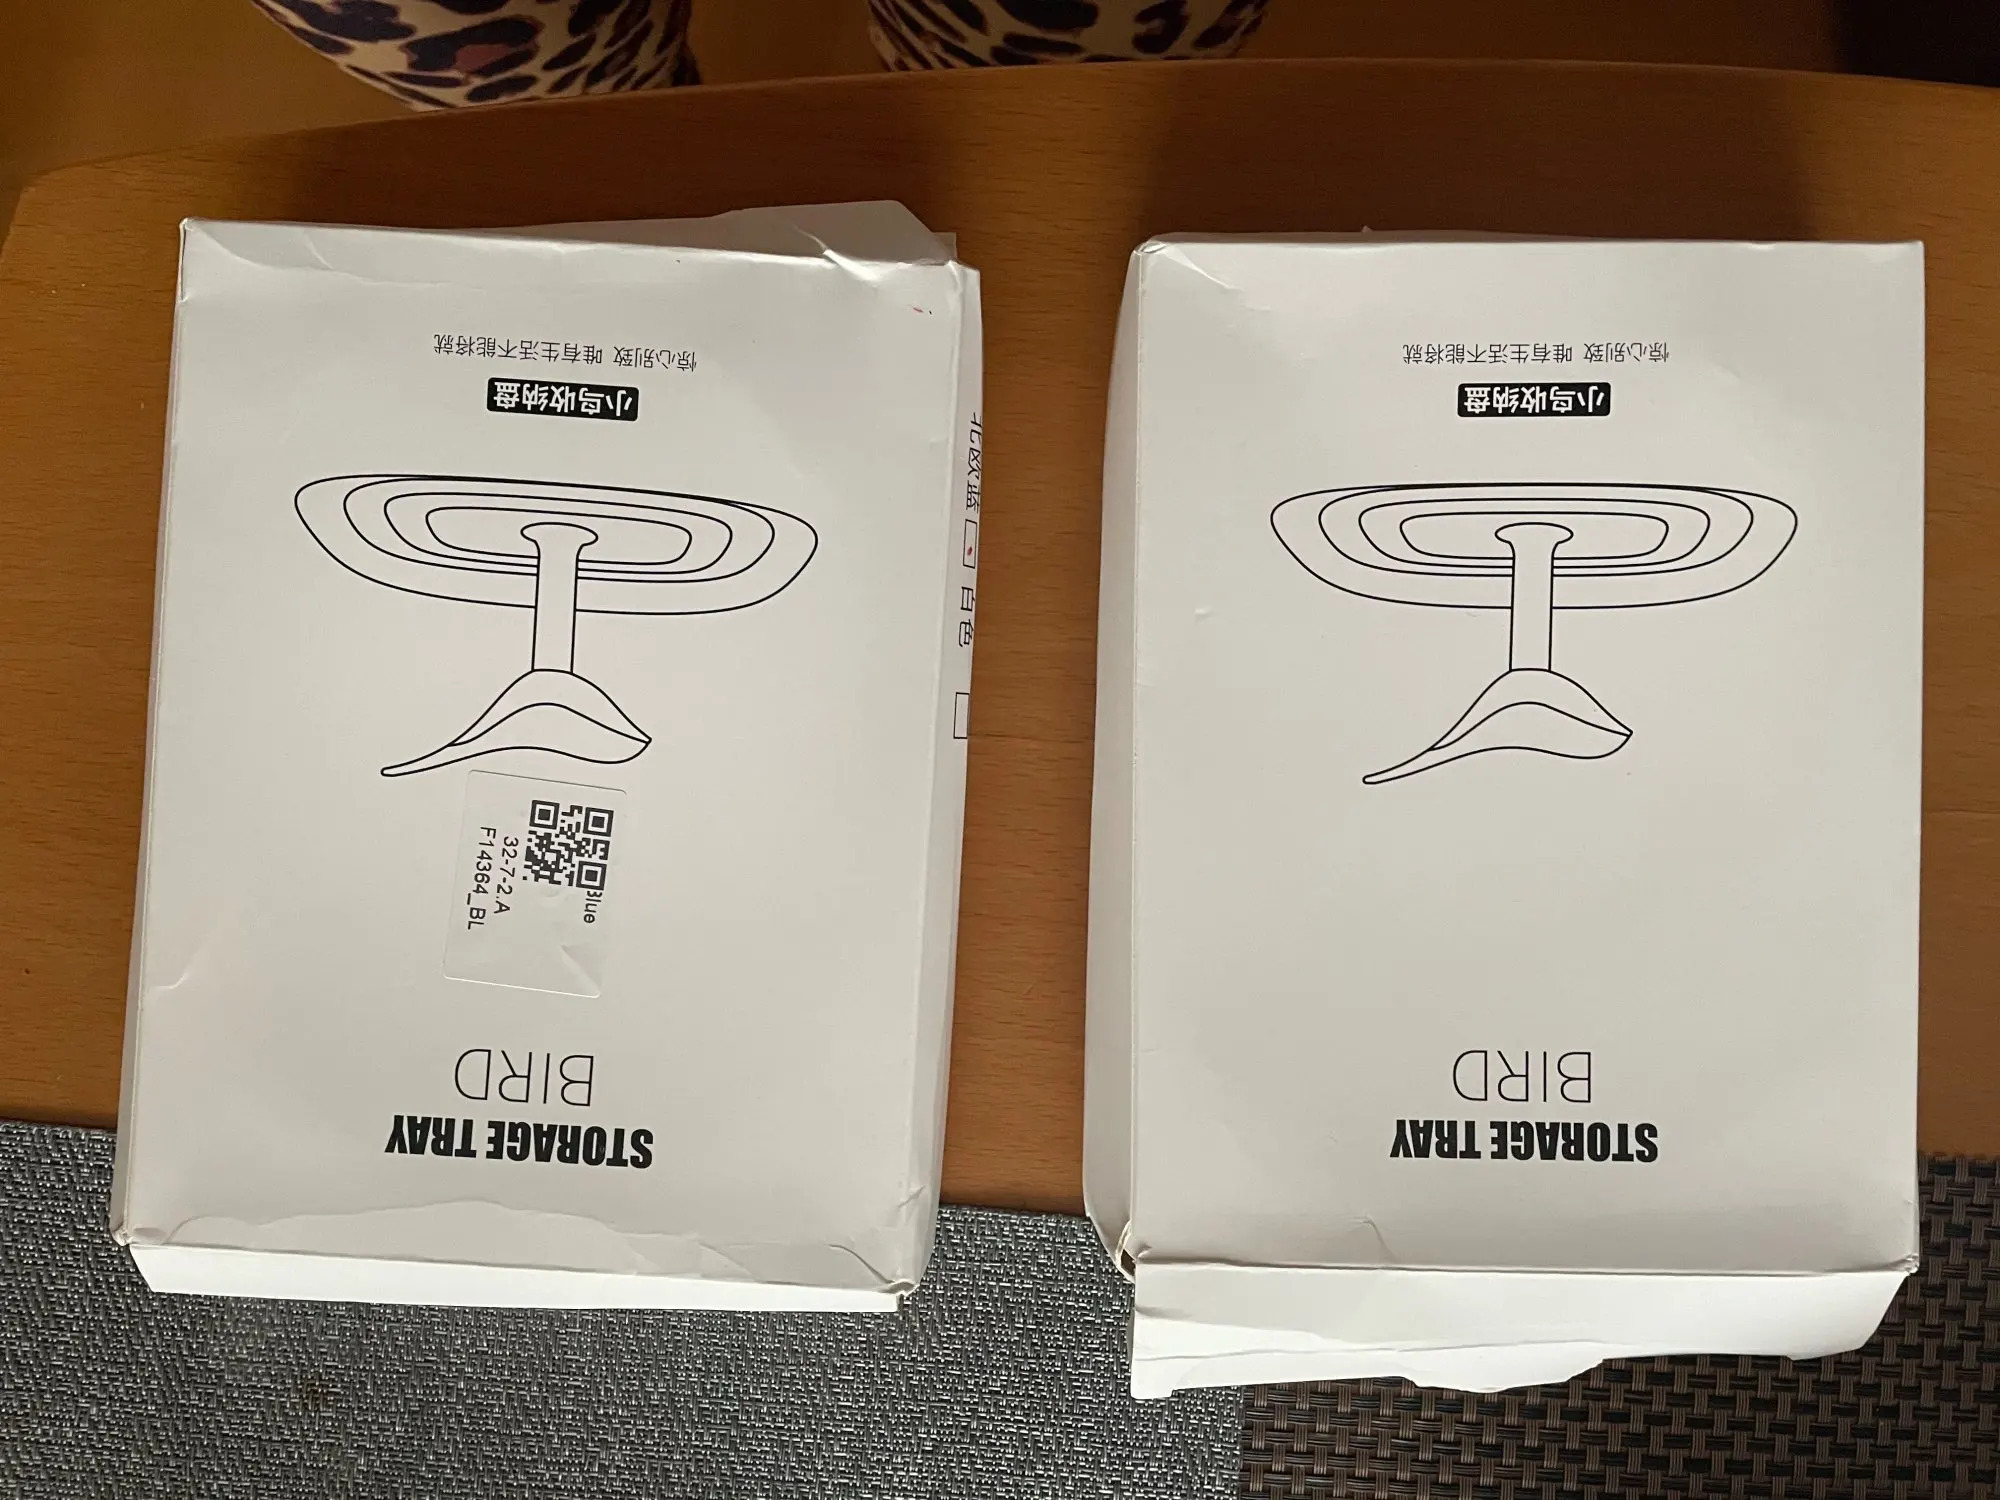 STORAGE TRAY
BIRD
小鸟收纳盘
惊心别致 唯有生活不能将就
STORAGE TRAY
BIRD
Blue
32-7-2.A
F14364_BL
小鸟收纳盘
惊心别致 唯有生活不能将就
北欧蓝 白色